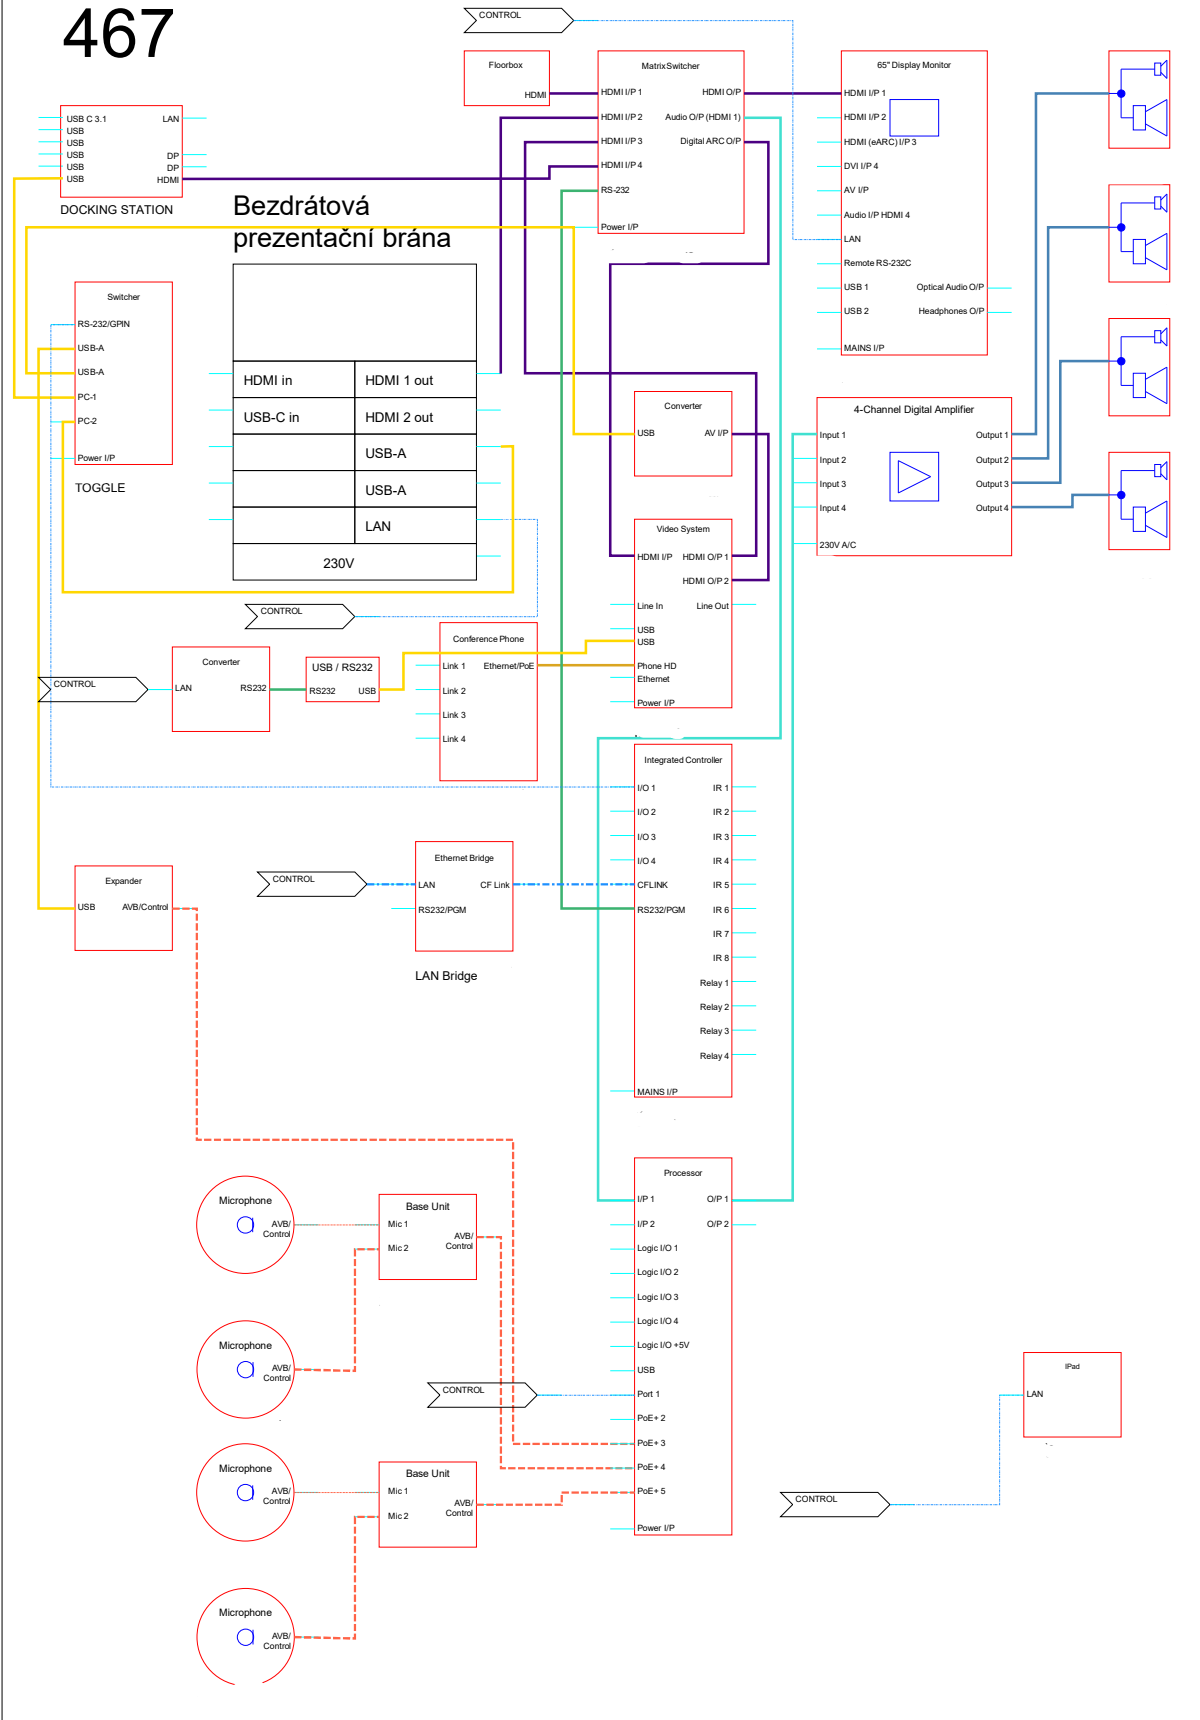 467
CONTROL
Floorbox
HDMI
Matrix Switcher
HDMI I/P 1
HDMI I/P 2
HDMI I/P 3
HDMI I/P 4
RS-232
Power I/P
HDMI O/P
Audio O/P (HDMI 1)
Digital ARC O/P
65" Display Monitor
HDMI I/P 1
HDMI I/P 2
HDMI (eARC) I/P 3
DVI I/P 4
AV I/P
Audio I/P HDMI 4
LAN
Remote RS-232C
USB 1
USB 2
MAINS I/P
Optical Audio O/P
Headphones O/P
USB C 3.1
USB
USB
USB
USB
USB
LAN
DP
DP
HDMI
DOCKING STATION
Bezdrátová
prezentační brána
HDMI in
HDMI 1 out
USB-C in
HDMI 2 out
USB-A
USB-A
LAN
230V
Switcher
RS-232/GPIN
USB-A
USB-A
PC-1
PC-2
Power I/P
TOGGLE
Converter
USB
AV I/P
4-Channel Digital Amplifier
Input 1
Input 2
Input 3
Input 4
230V A/C
Output 1
Output 2
Output 3
Output 4
Video System
HDMI I/P
HDMI O/P 1
HDMI O/P 2
Line In
Line Out
USB
USB
Phone HD
Ethernet
Power I/P
CONTROL
Conference Phone
Link 1
Link 2
Link 3
Link 4
Ethernet/PoE
CONTROL
Converter
LAN
RS232
USB / RS232
RS232
USB
Integrated Controller
I/O 1
I/O 2
I/O 3
I/O 4
CFLINK
RS232/PGM
MAINS I/P
IR 1
IR 2
IR 3
IR 4
IR 5
IR 6
IR 7
IR 8
Relay 1
Relay 2
Relay 3
Relay 4
Expander
USB
AVB/Control
CONTROL
Ethernet Bridge
LAN
CF Link
RS232/PGM
LAN Bridge
Processor
I/P 1
I/P 2
Logic I/O 1
Logic I/O 2
Logic I/O 3
Logic I/O 4
Logic I/O +5V
USB
Port 1
PoE+ 2
PoE+ 3
PoE+ 4
PoE+ 5
Power I/P
O/P 1
O/P 2
Microphone
AVB/
Control
Base Unit
Mic 1
Mic 2
AVB/
Control
Microphone
AVB/
Control
CONTROL
Microphone
AVB/
Control
Base Unit
Mic 1
Mic 2
AVB/
Control
Microphone
AVB/
Control
IPad
LAN
CONTROL